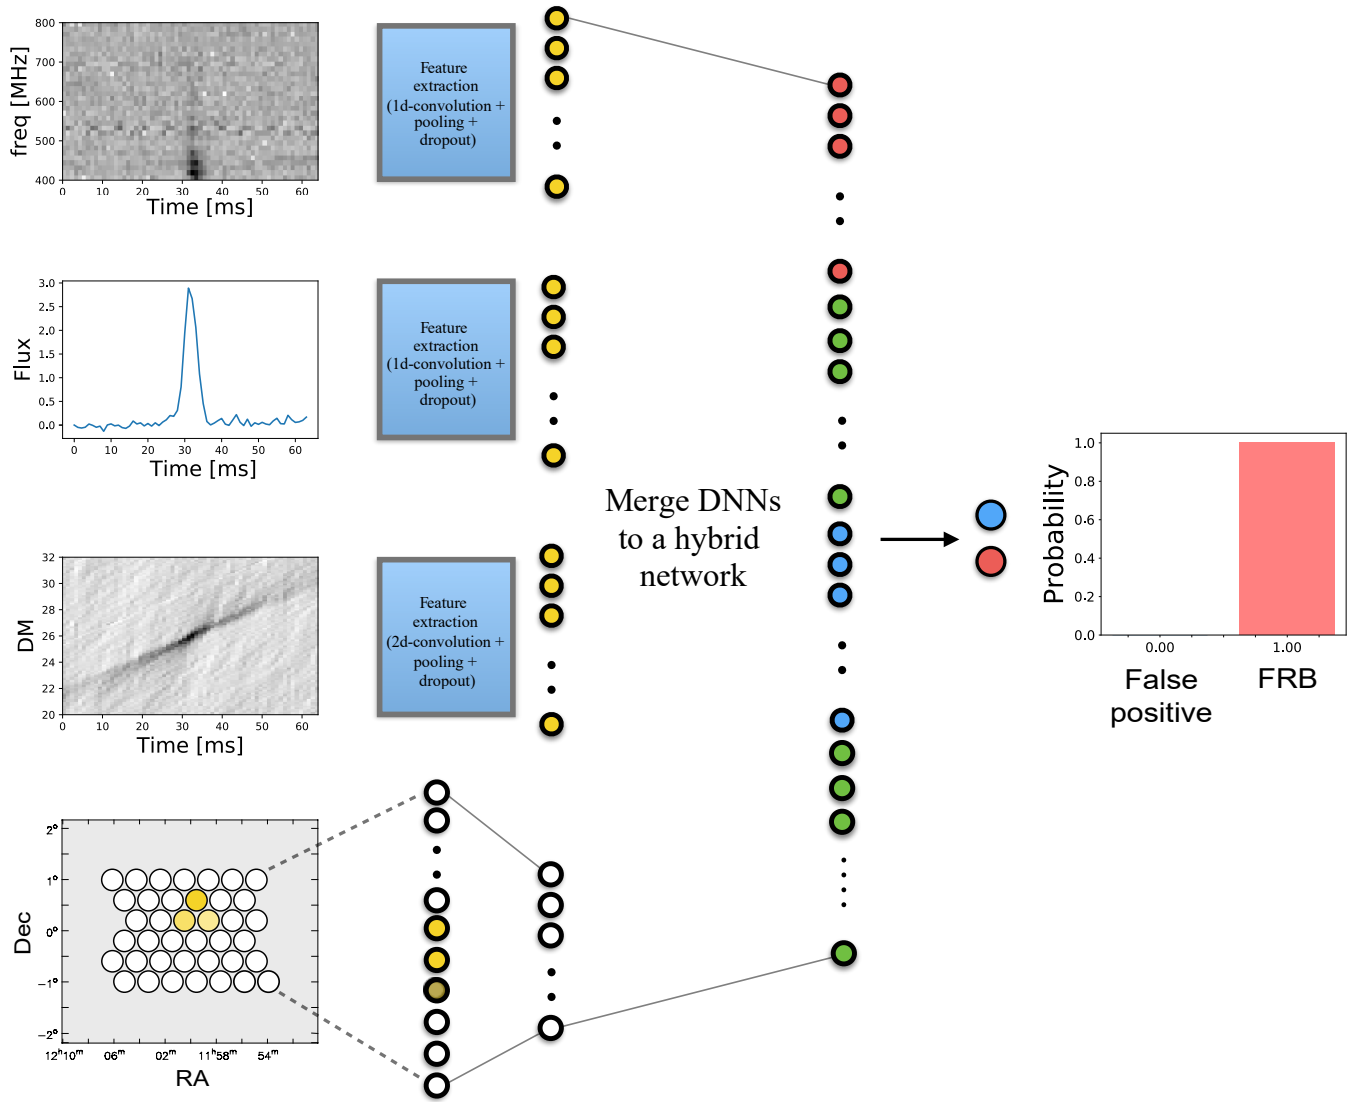 800
700
600
500
400
freq [MHz]
0 10 20 30 40 50 60
Time [ms]
Feature
extraction
(1d-convolution +
pooling +
dropout)
3.0
2.5
2.0
1.5
1.0
0.5
0.0
Flux
0 10 20 30 40 50 60
Time [ms]
Feature
extraction
(1d-convolution +
pooling +
dropout)
32
30
28
26
24
22
20
DM
0 10 20 30 40 50 60
Time [ms]
Feature
extraction
(2d-convolution +
pooling +
dropout)
2°
1°
0°
−1°
−2°
Dec
12ʰ10ᵐ 06ᵐ 02ᵐ 11ʰ58ᵐ 54ᵐ
RA
Merge DNNs
to a hybrid
network
1.0
0.8
0.6
0.4
0.2
0.0
Probability
0.00 1.00
False
positive
FRB